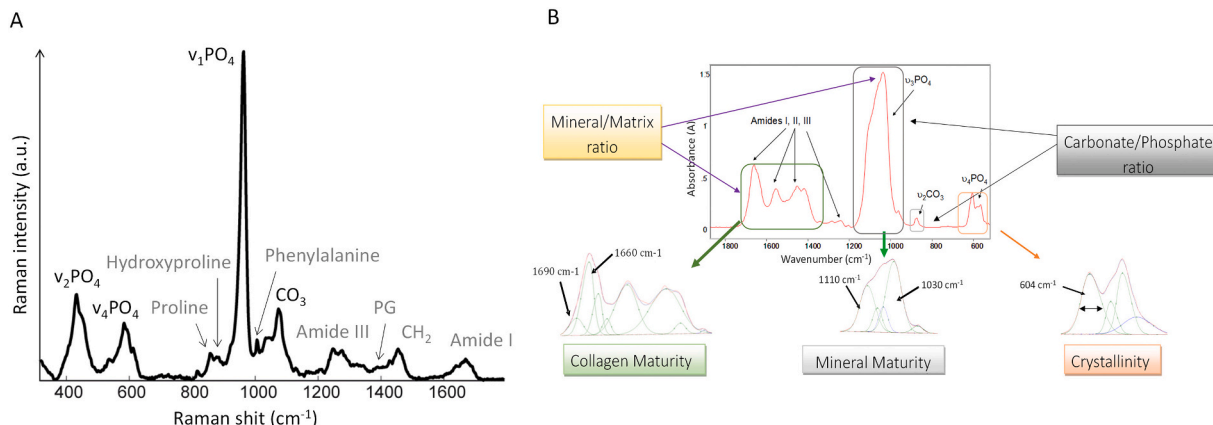 A
ν₁PO₄
ν₂PO₄
ν₄PO₄
Hydroxyproline
Proline
Phenylalanine
CO₃
Amide III
PG
CH₂
Amide I
Raman intensity (a.u.)
400 600 800 1000 1200 1400 1600
Raman shit (cm⁻¹)
B
Mineral/Matrix
ratio
Amides I, II, III
υ₃PO₄
υ₂CO₃
υ₄PO₄
Carbonate/Phosphate
ratio
Absorbance (A)
1.5
1
.5
0
1800 1600 1400 1200 1000 800 600
Wavenumber (cm⁻¹)
1690 cm-1
1660 cm-1
Collagen Maturity
1110 cm-1
1030 cm-1
Mineral Maturity
604 cm-1
Crystallinity